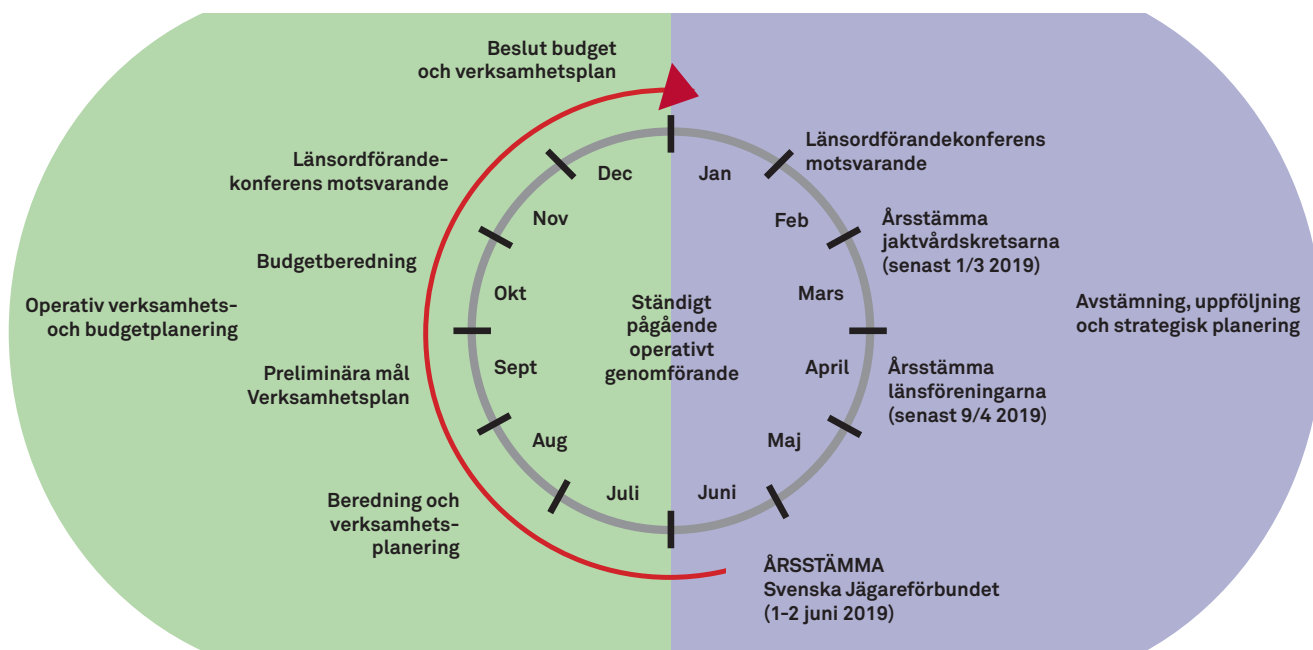 Beslut budget
och verksamhetsplan
Länsordförande-
konferens motsvarande
Budgetberedning
Operativ verksamhets-
och budgetplanering
Preliminära mål
Verksamhetsplan
Beredning och
verksamhets-
planering
Dec
Nov
Okt
Sept
Aug
Juli
Jan
Feb
Mars
April
Maj
Juni
Ständigt
pågående
operativt
genomförande
Länsordförandekonferens
motsvarande
Årsstämma
jaktvårdskretsarna
(senast 1/3 2019)
Avstämning, uppföljning
och strategisk planering
Årsstämma
länsföreningarna
(senast 9/4 2019)
ÅRSSTÄMMA
Svenska Jägareförbundet
(1-2 juni 2019)